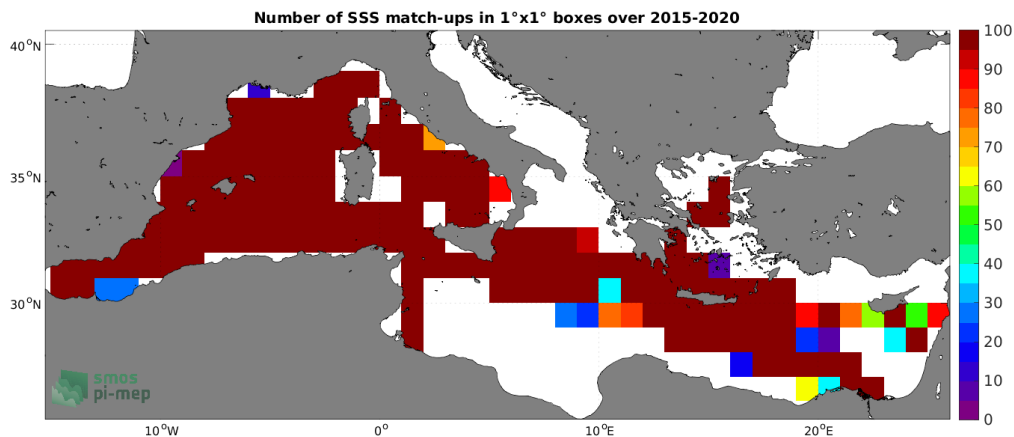 Number of SSS match-ups in 1°x1° boxes over 2015-2020
40°N
35°N
30°N
10°W
0°
10°E
20°E
100
90
80
70
60
50
40
30
20
10
0
smos
pi-mep